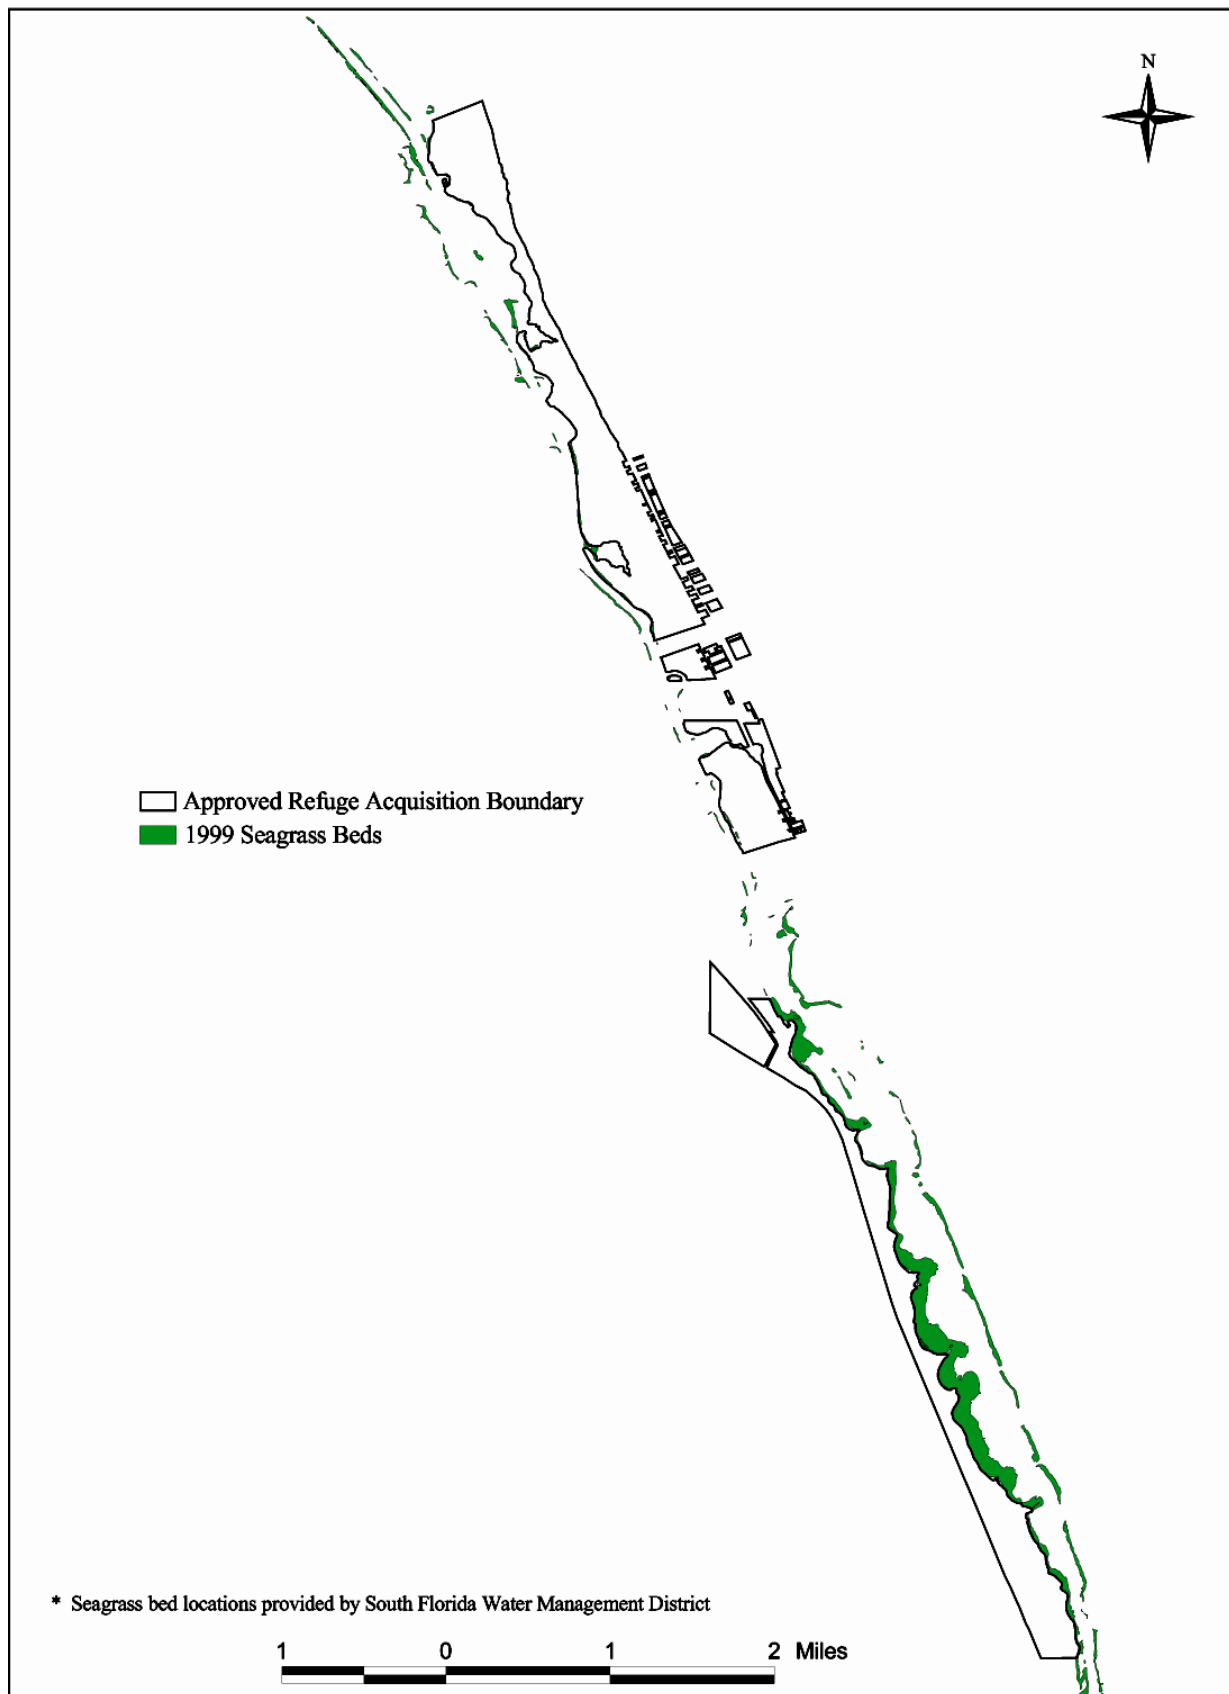 N
Approved Refuge Acquisition Boundary
1999 Seagrass Beds
* Seagrass bed locations provided by South Florida Water Management District
1 0 1 2 Miles